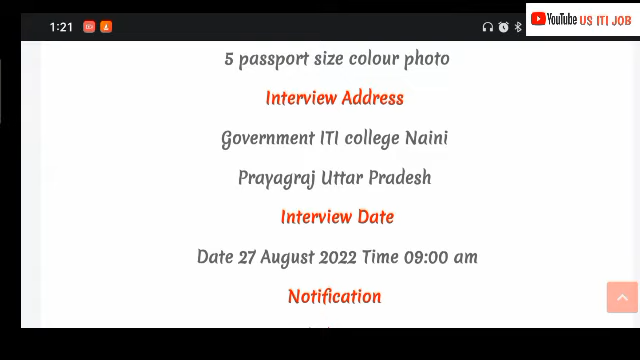 1:21
YouTube US ITI JOB
5 passport size colour photo
Interview Address
Government ITI college Naini
Prayagraj Uttar Pradesh
Interview Date
Date 27 August 2022 Time 09:00 am
Notification